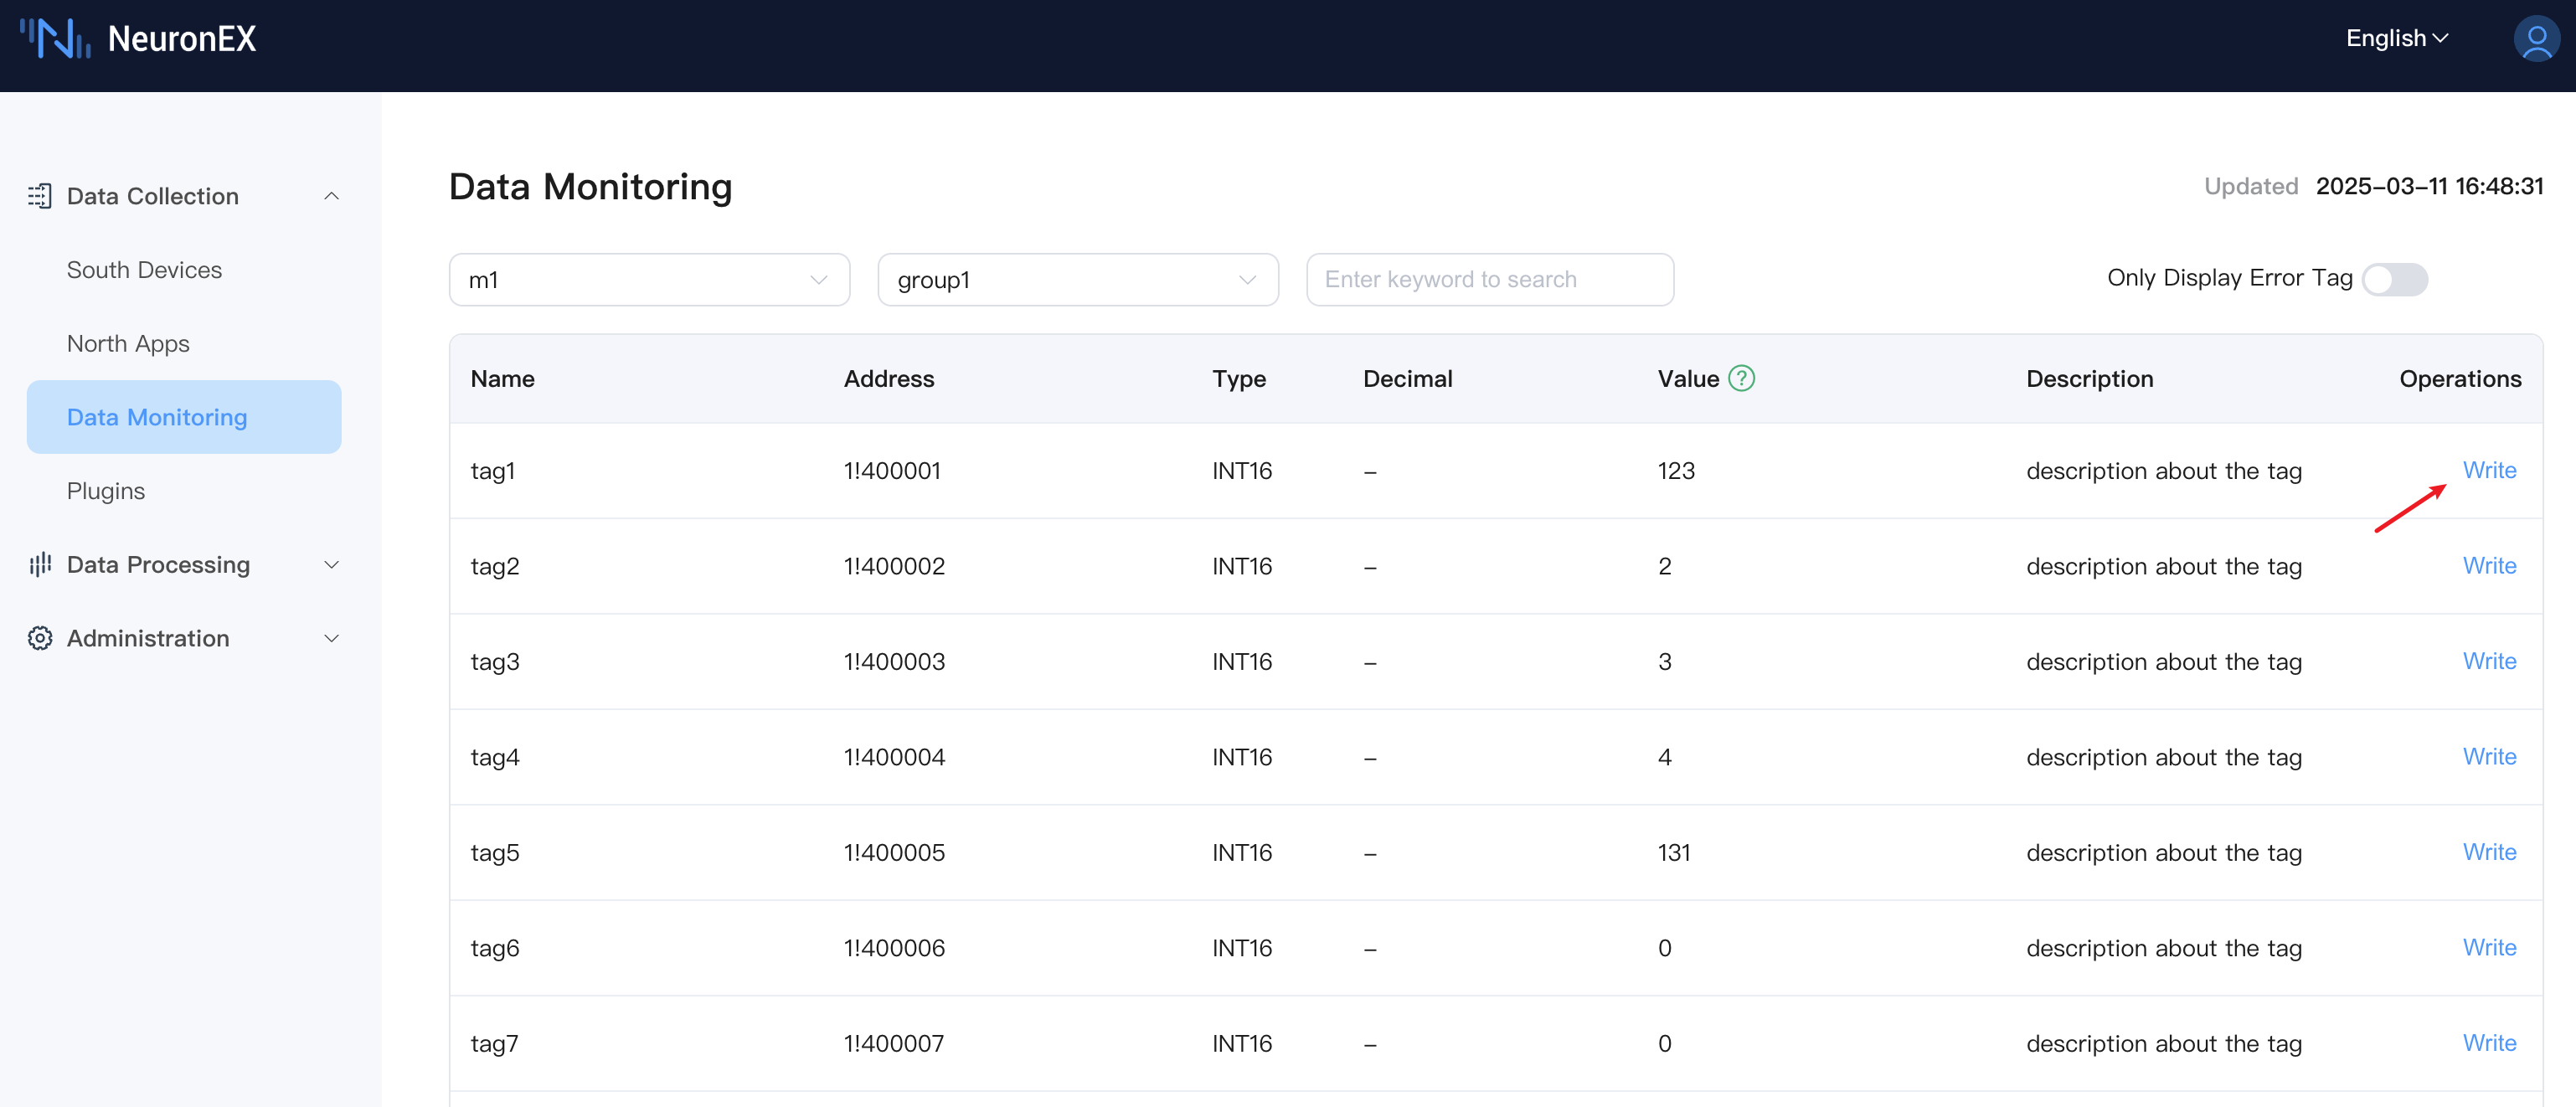 NeuronEX
English
Data Collection
South Devices
North Apps
Data Monitoring
Plugins
Data Processing
Administration
Data Monitoring
Updated 2025-03-11 16:48:31
m1 group1 Enter keyword to search Only Display Error Tag
Name Address Type Decimal Value ? Description Operations
tag1 1!400001 INT16 – 123 description about the tag Write
tag2 1!400002 INT16 – 2 description about the tag Write
tag3 1!400003 INT16 – 3 description about the tag Write
tag4 1!400004 INT16 – 4 description about the tag Write
tag5 1!400005 INT16 – 131 description about the tag Write
tag6 1!400006 INT16 – 0 description about the tag Write
tag7 1!400007 INT16 – 0 description about the tag Write